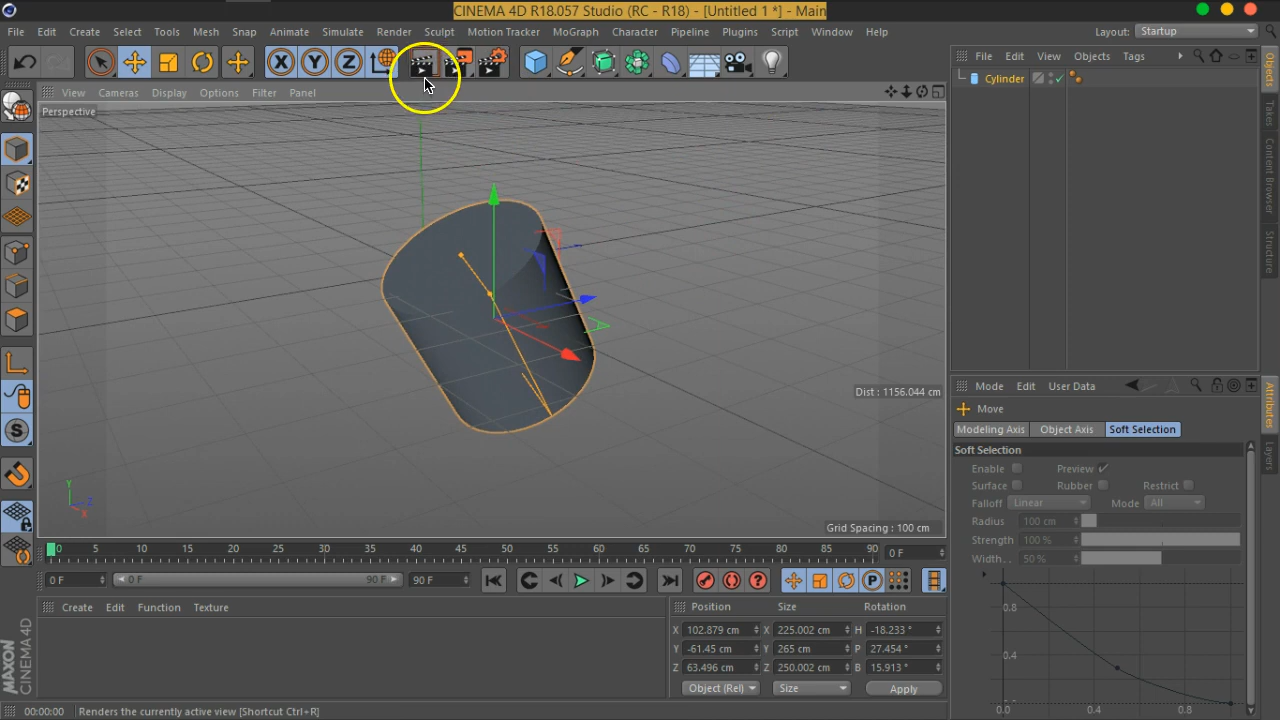 CINEMA 4D R18.057 Studio (RC - R18) - [Untitled 1 *] - Main
File Edit Create Select Tools Mesh Snap Animate Simulate Render Sculpt Motion Tracker MoGraph Character Pipeline Plugins Script Window Help Layout: Startup
X Y Z
File Edit View Objects Tags
View Cameras Display Options Filter Panel
Cylinder
Perspective
Objects
Takes
Content Browser
Structure
Dist : 1156.044 cm
Y
Z
X
Grid Spacing : 100 cm
Mode Edit User Data
Move
Modeling Axis Object Axis Soft Selection
Soft Selection
Enable Preview
Surface Rubber Restrict
Falloff Linear Mode All
Radius 100 cm
Strength 100 %
Width... 50 %
0.8
0.4
0.0 0.4 0.8
Attributes
Layers
0 5 10 15 20 25 30 35 40 45 50 55 60 65 70 75 80 85 90 0 F
0 F 0 F 90 F 90 F
Create Edit Function Texture
Position Size Rotation
X 102.879 cm X 225.002 cm H -18.233 °
Y -61.45 cm Y 265 cm P 27.454 °
Z 63.496 cm Z 250.002 cm B 15.913 °
Object (Rel) Size Apply
MAXON
CINEMA 4D
00:00:00 Renders the currently active view [Shortcut Ctrl+R]